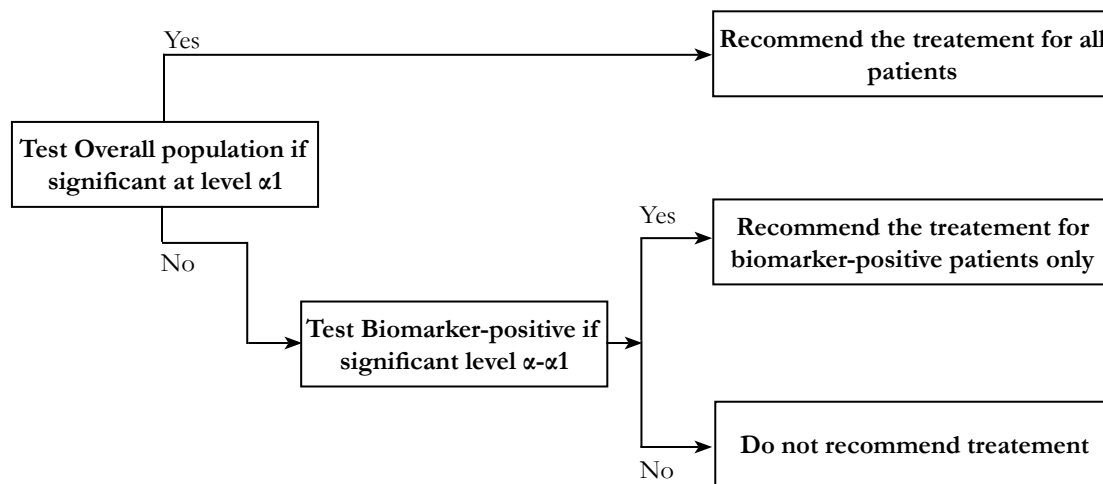 Yes
Recommend the treatement for all
patients
Test Overall population if
significant at level α1
No
Yes
Recommend the treatement for
biomarker-positive patients only
Test Biomarker-positive if
significant level α-α1
No
Do not recommend treatement